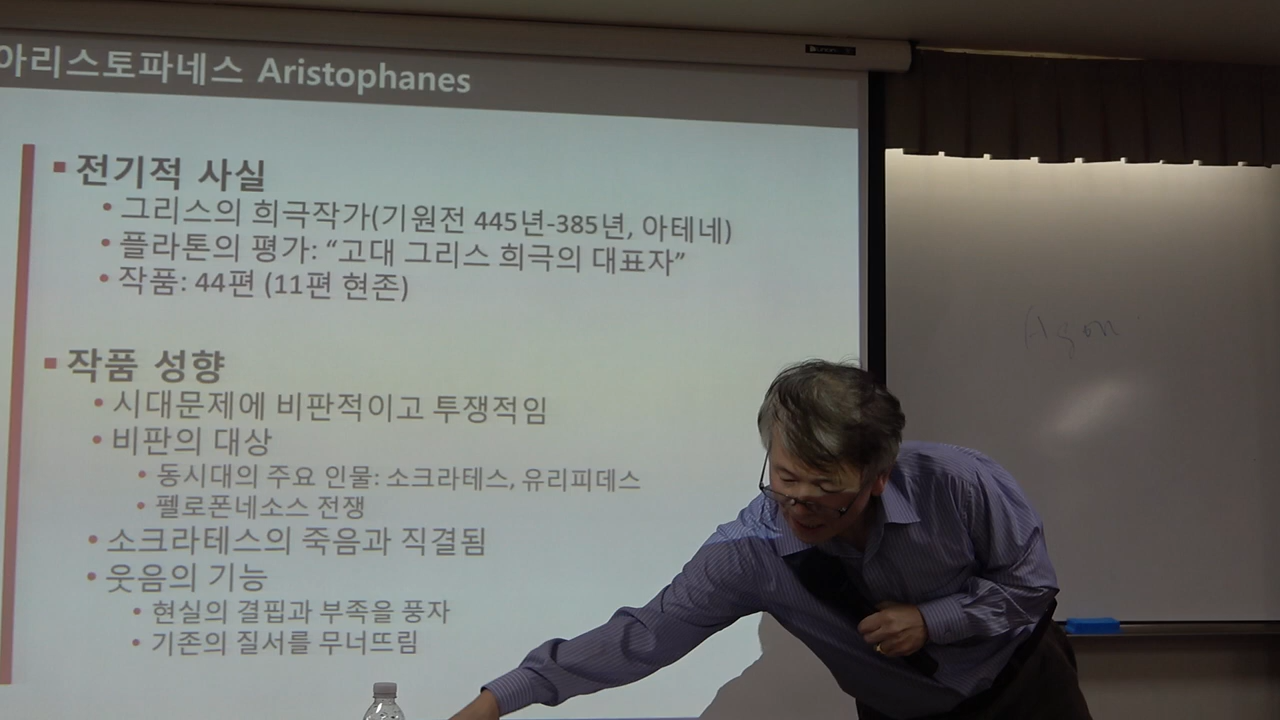 아리스토파네스 Aristophanes
▪ 전기적 사실
• 그리스의 희극작가(기원전 445년-385년, 아테네)
• 플라톤의 평가: “고대 그리스 희극의 대표자”
• 작품: 44편 (11편 현존)
▪ 작품 성향
• 시대문제에 비판적이고 투쟁적임
• 비판의 대상
• 동시대의 주요 인물: 소크라테스, 유리피데스
• 펠로폰네소스 전쟁
• 소크라테스의 죽음과 직결됨
• 웃음의 기능
• 현실의 결핍과 부족을 풍자
• 기존의 질서를 무너뜨림
Agon